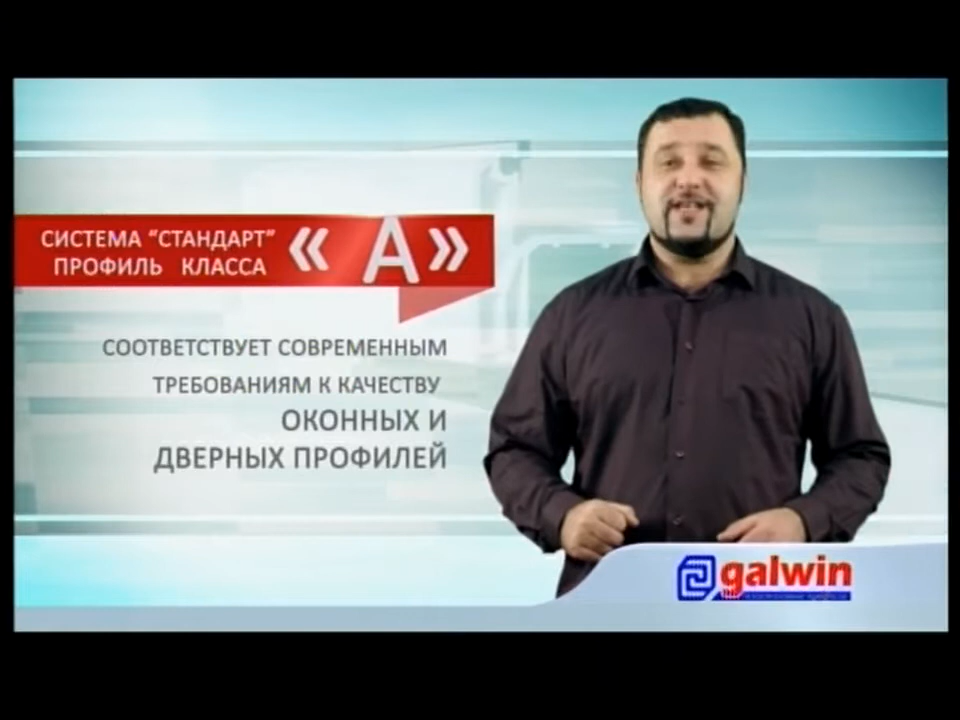 СИСТЕМА "СТАНДАРТ"
ПРОФИЛЬ КЛАССА
« А »
СООТВЕТСТВУЕТ СОВРЕМЕННЫМ
ТРЕБОВАНИЯМ К КАЧЕСТВУ
ОКОННЫХ И
ДВЕРНЫХ ПРОФИЛЕЙ
galwin